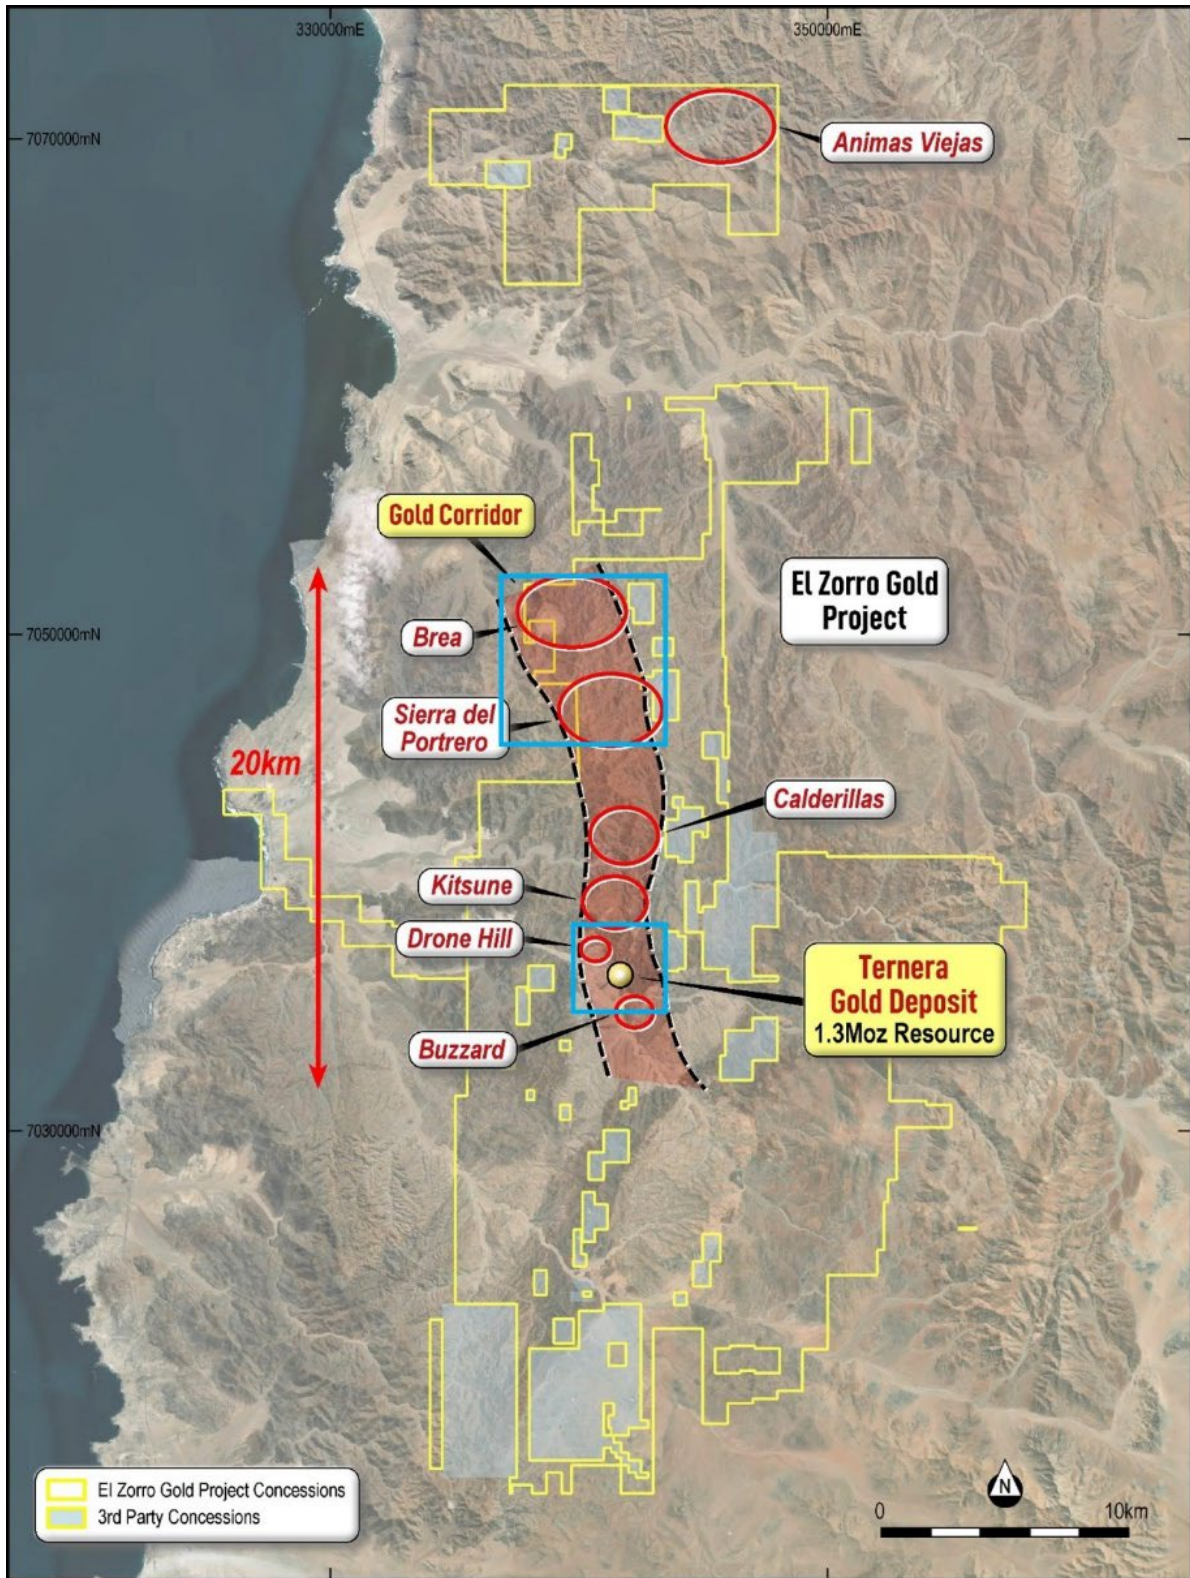 330000mE
350000mE
7070000mN
Animas Viejas
Gold Corridor
El Zorro Gold
Project
7050000mN
Brea
Sierra del
Portrero
20km
Calderillas
Kitsune
Drone Hill
Ternera
Gold Deposit
1.3Moz Resource
Buzzard
7030000mN
El Zorro Gold Project Concessions
3rd Party Concessions
N
0
10km